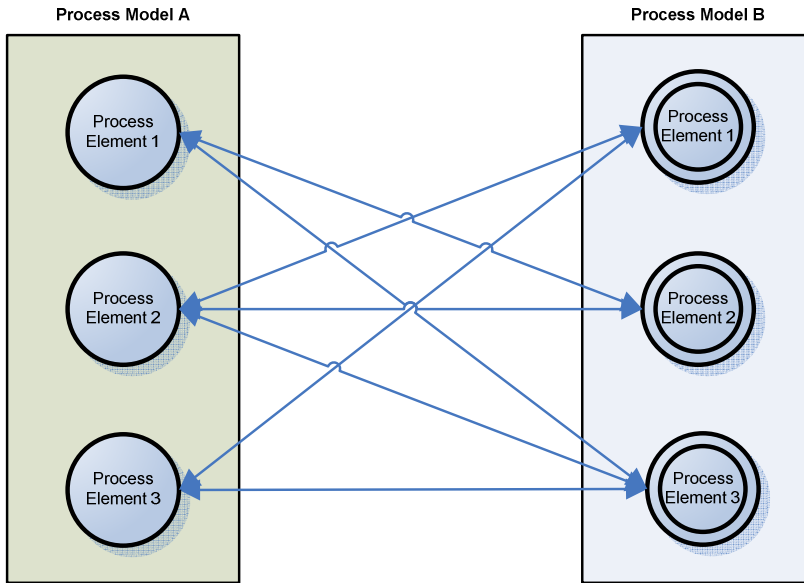 Process Model A
Process Model B
Process
Element 1
Process
Element 1
Process
Element 2
Process
Element 2
Process
Element 3
Process
Element 3